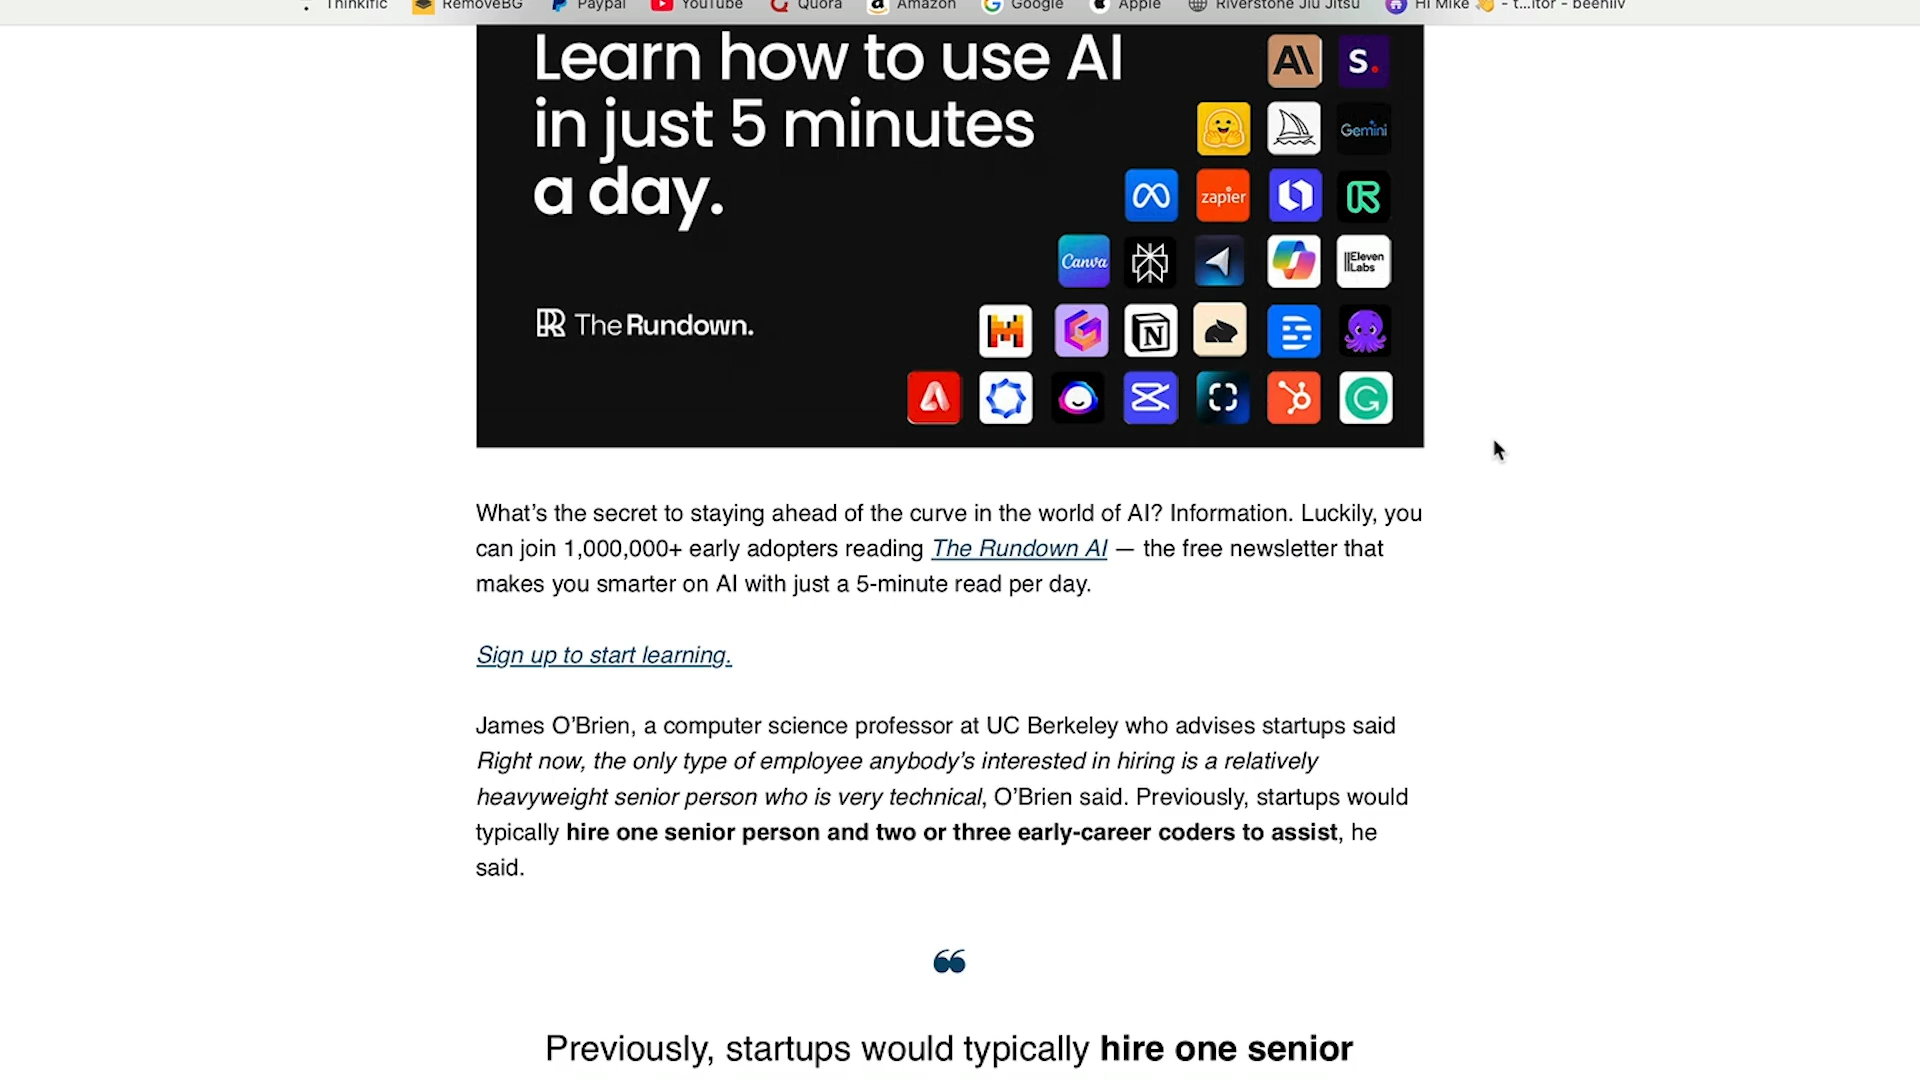 Thinkific RemoveBG Paypal YouTube Quora Amazon Google Apple Riverstone Jiu Jitsu Hi Mike 👋 - t...itor - beehiiv
Learn how to use AI
in just 5 minutes
a day.
The Rundown.
S.
Gemini
zapier
Canva
IIEleven
Labs
N
What’s the secret to staying ahead of the curve in the world of AI? Information. Luckily, you
can join 1,000,000+ early adopters reading The Rundown AI — the free newsletter that
makes you smarter on AI with just a 5-minute read per day.
Sign up to start learning.
James O’Brien, a computer science professor at UC Berkeley who advises startups said
Right now, the only type of employee anybody’s interested in hiring is a relatively
heavyweight senior person who is very technical, O’Brien said. Previously, startups would
typically hire one senior person and two or three early-career coders to assist, he
said.
❝
Previously, startups would typically hire one senior